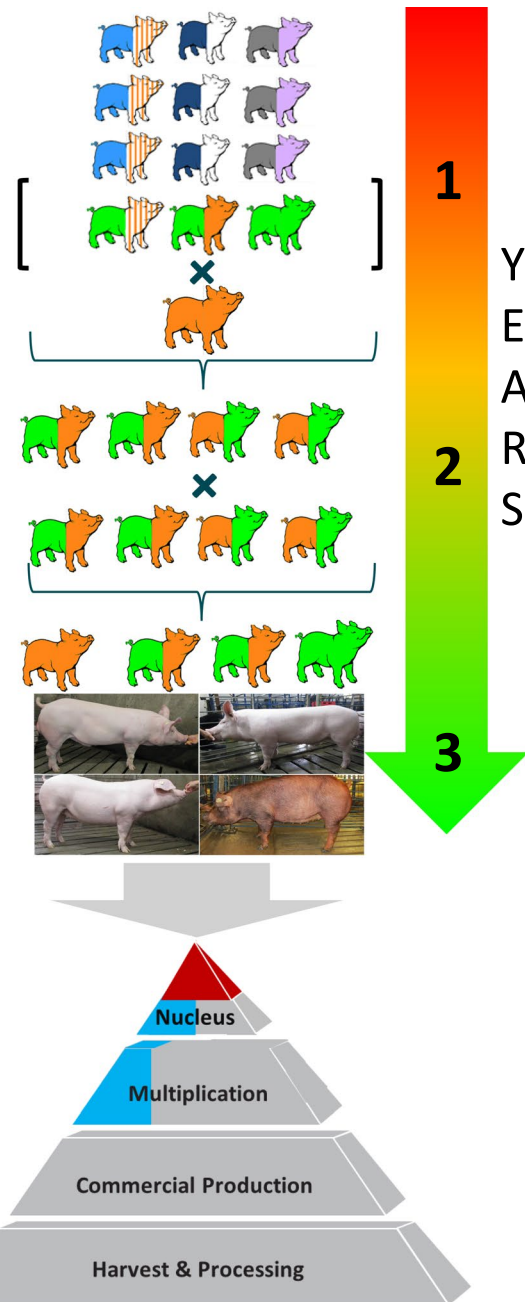 1
2
3
Y
E
A
R
S
Nucleus
Multiplication
Commercial Production
Harvest & Processing